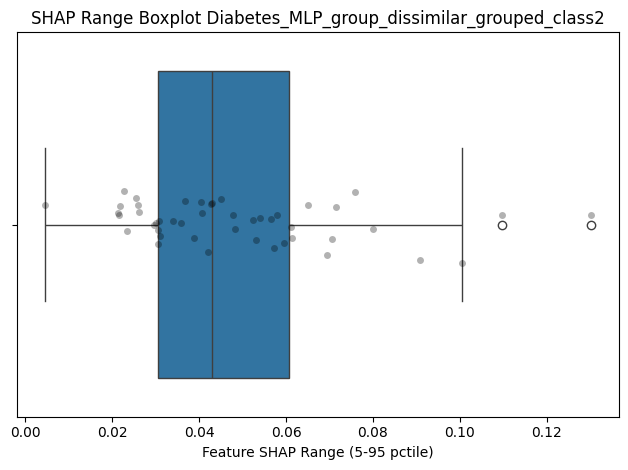 SHAP Range Boxplot Diabetes_MLP_group_dissimilar_grouped_class2
0.00 0.02 0.04 0.06 0.08 0.10 0.12
Feature SHAP Range (5-95 pctile)